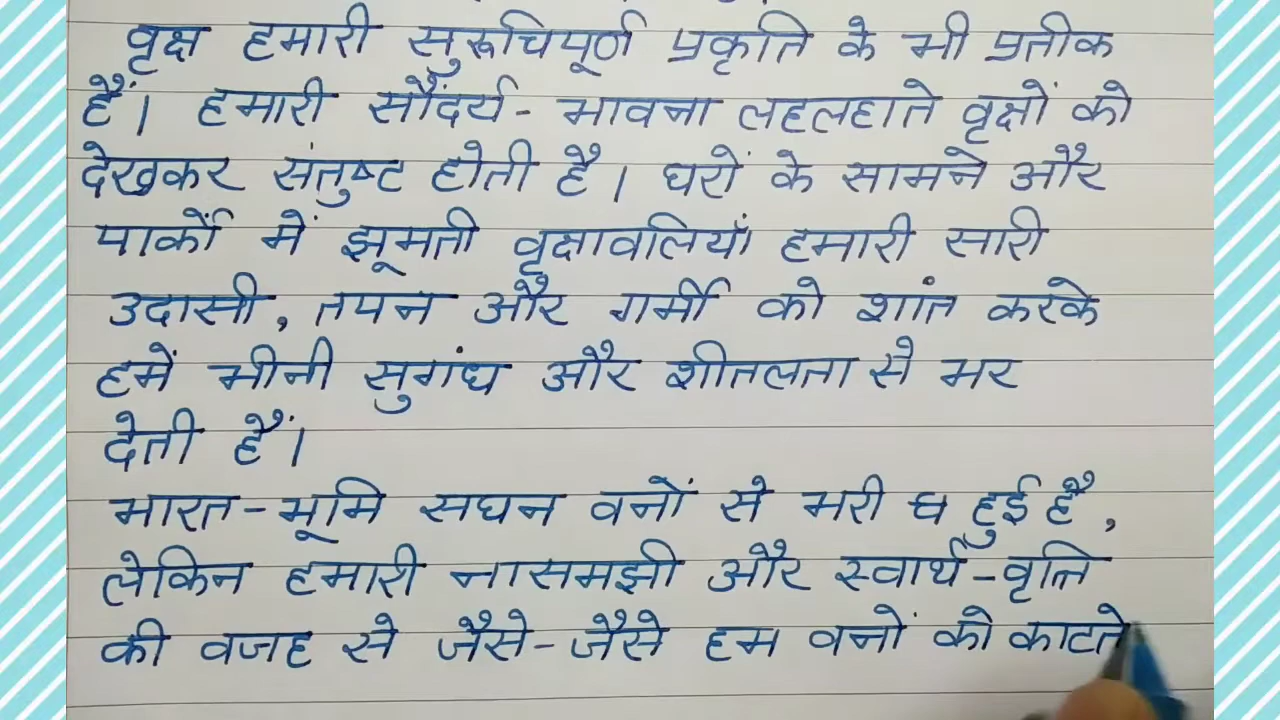 वृक्ष हमारी सुरूचिपूर्ण प्रकृति के भी प्रतीक
हैं। हमारी सौंदर्य- भावना लहलहाते वृक्षों को
देखकर संतुष्ट होती है। घरों के सामने और
पार्कों में झूमती वृक्षावलियाँ हमारी सारी
उदासी, तपन और गर्मी को शांत करके
हमें भीनी सुगंध और शीतलता से भर
देती हैं।
भारत-भूमि सघन वनों से भरी ध हुई है,
लेकिन हमारी नासमझी और स्वार्थ-वृत्ति
की वजह से जैसे-जैसे हम वनों को काटते